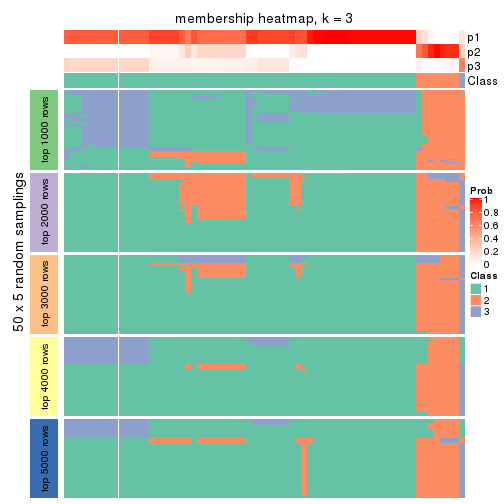 membership heatmap, k = 3
p1
p2
p3
Class
50 x 5 random samplings
top 1000 rows
top 2000 rows
top 3000 rows
top 4000 rows
top 5000 rows
Prob
1
0.8
0.6
0.4
0.2
0
Class
1
2
3